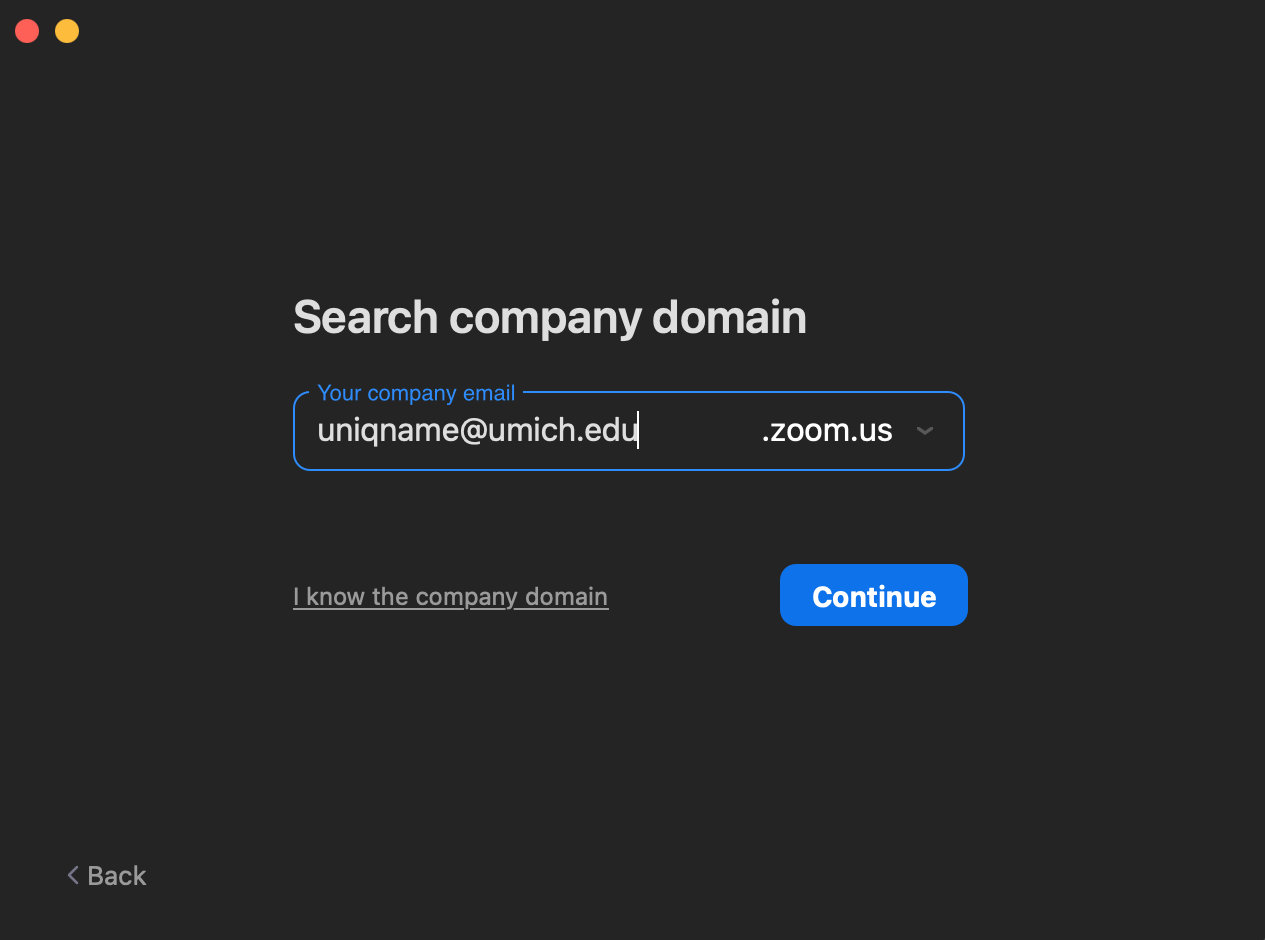 Search company domain
Your company email
uniqname@umich.edu .zoom.us
I know the company domain
Continue
Back